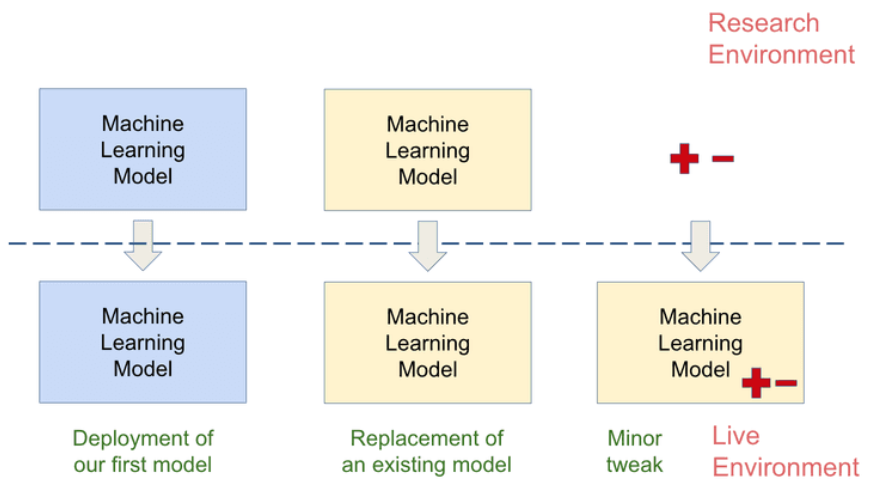 Research
Environment
Machine
Learning
Model
Machine
Learning
Model
Machine
Learning
Model
Machine
Learning
Model
Machine
Learning
Model
Deployment of
our first model
Replacement of
an existing model
Minor
tweak
Live
Environment